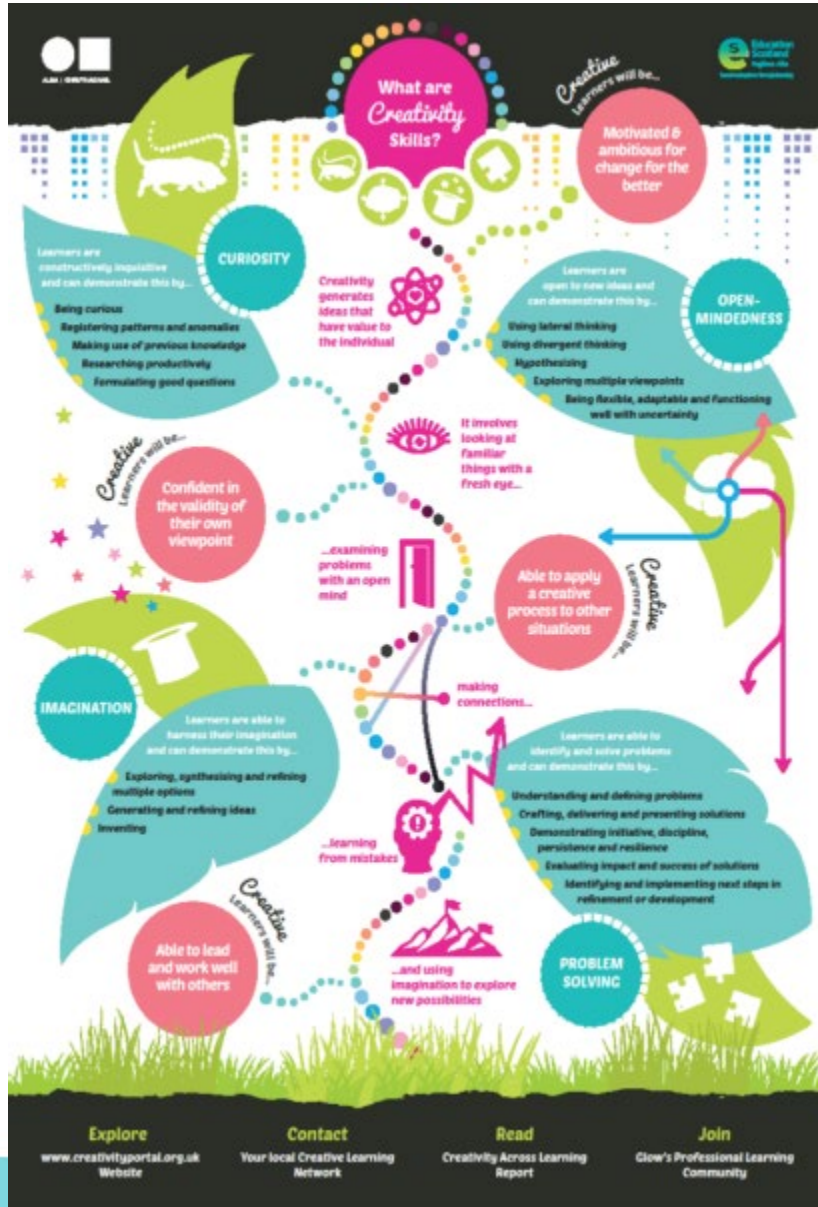 What are
Creativity
Skills?
Education
Scotland
Creative
Learners will be...
Motivated &
ambitious for
change for the
better
CURIOSITY
Learners are
constructively inquisitive
and can demonstrate this by...
Being curious
Registering patterns and anomalies
Making use of previous knowledge
Researching productively
Formulating good questions
Creativity
generates
ideas that
have value to
the individual
OPEN-
MINDEDNESS
Learners are
open to new ideas and
can demonstrate this by...
Using lateral thinking
Using divergent thinking
Hypothesising
Exploring multiple viewpoints
Being flexible, adaptable and functioning
well with uncertainty
It involves
looking at
familiar
things with a
fresh eye...
Creative
Learners will be...
Confident in
the validity of
their own
viewpoint
...examining
problems
with an open
mind
Able to apply
a creative
process to other
situations
Creative
Learners will be...
IMAGINATION
Learners are able to
harness their imagination
and can demonstrate this by...
Exploring, synthesising and refining
multiple options
Generating and refining ideas
Inventing
making
connections...
Learners are able to
identify and solve problems
and can demonstrate this by...
Understanding and defining problems
Crafting, delivering and presenting solutions
Demonstrating initiative, discipline,
persistence and resilience
Evaluating impact and success of solutions
Identifying and implementing next steps in
refinement or development
PROBLEM
SOLVING
...learning
from mistakes
Creative
Learners will be...
Able to lead
and work well
with others
...and using
imagination to explore
new possibilities
Explore
www.creativityportal.org.uk
Website
Contact
Your local Creative Learning
Network
Read
Creativity Across Learning
Report
Join
Glow's Professional Learning
Community